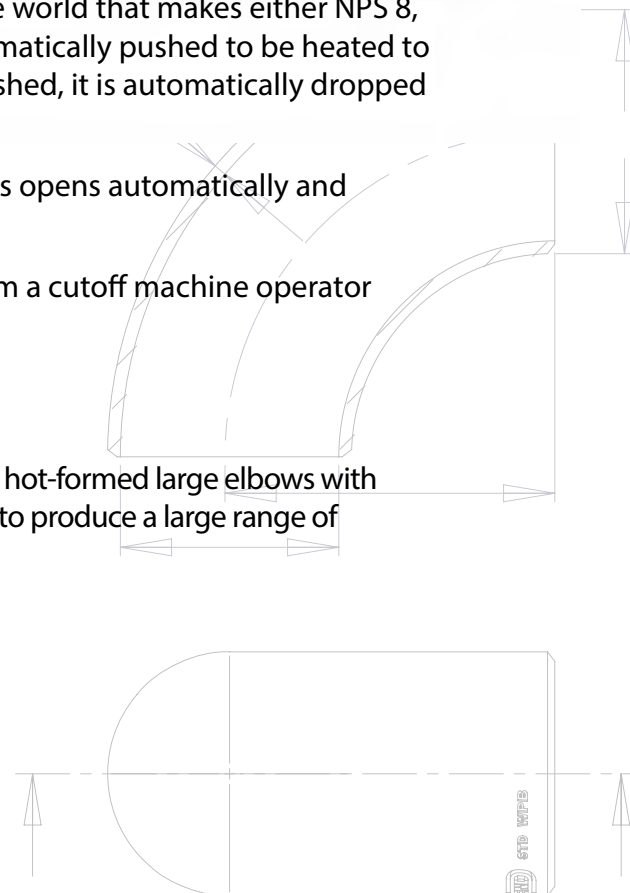 e world that makes either NPS 8,
matically pushed to be heated to
shed, it is automatically dropped
s opens automatically and
m a cutoff machine operator
hot-formed large elbows with
to produce a large range of
STD WPB